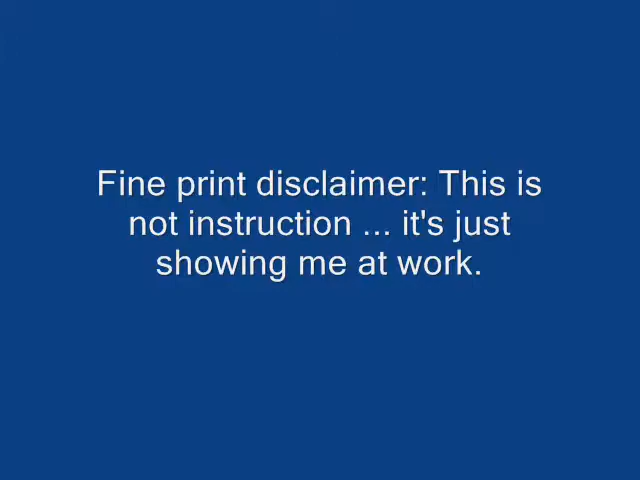 Fine print disclaimer: This is
not instruction ... it's just
showing me at work.